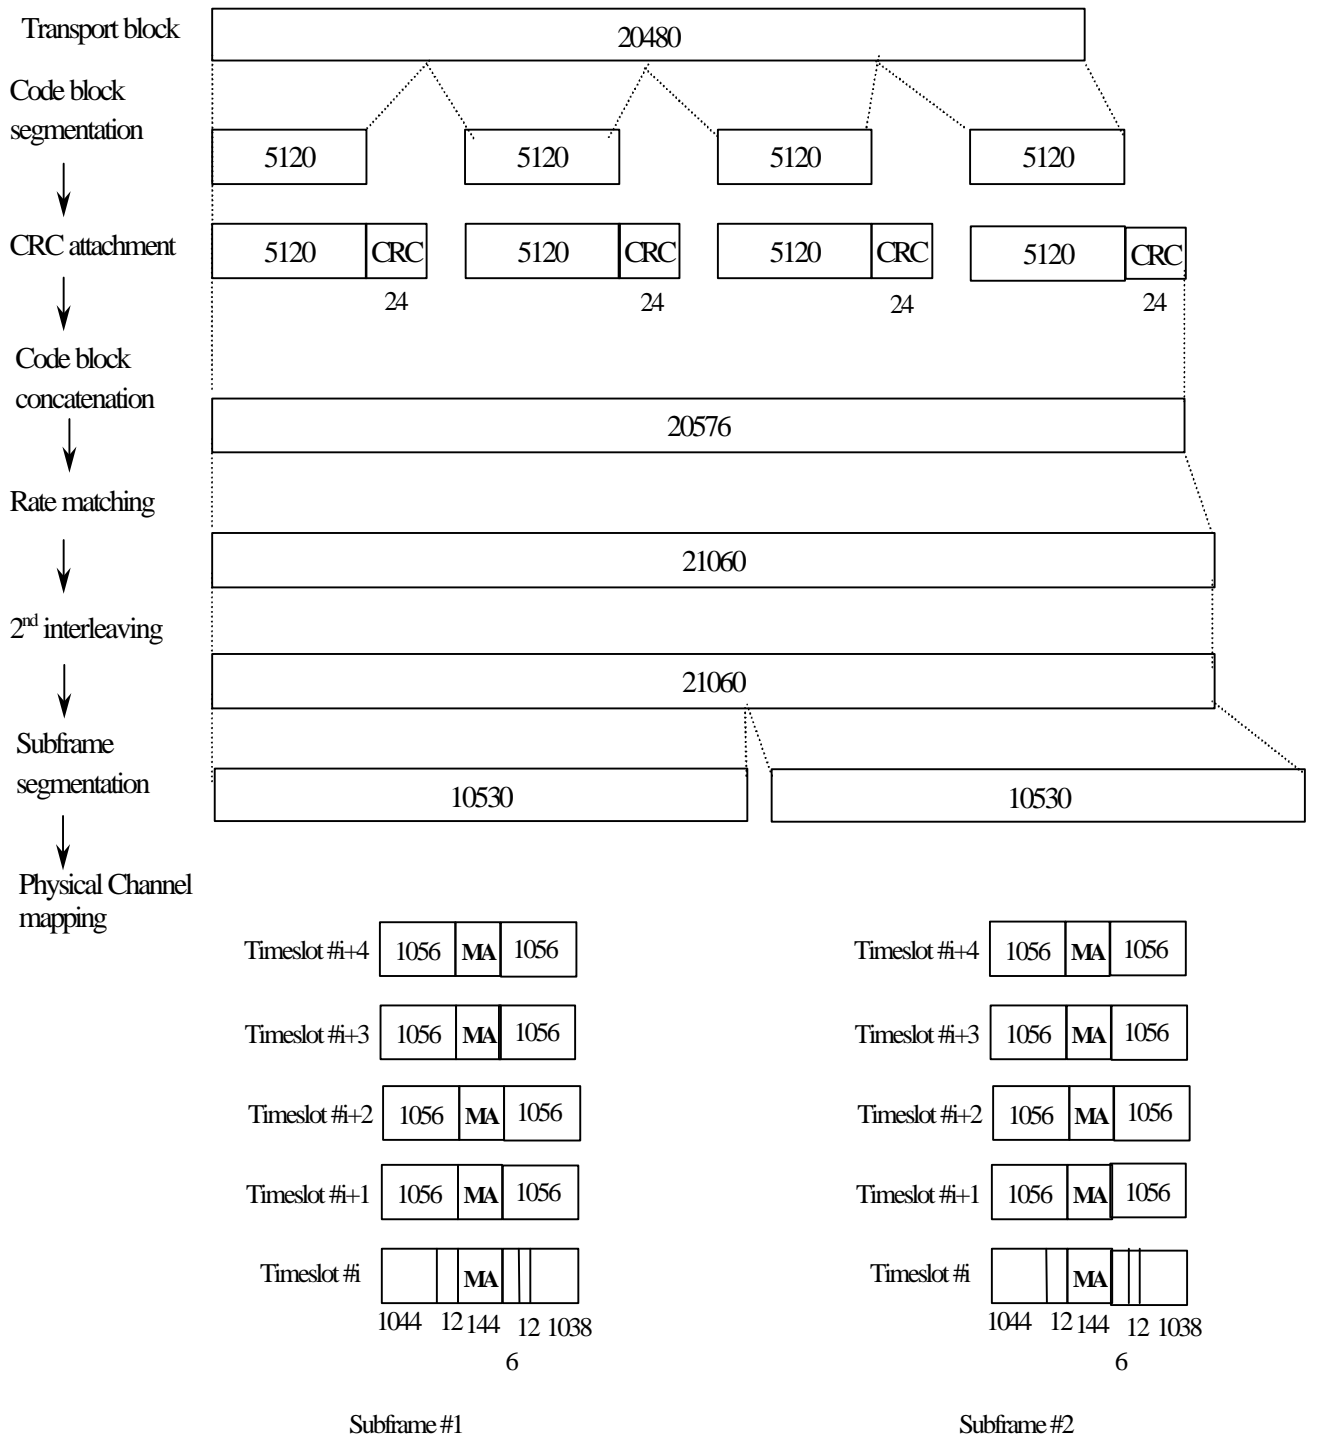 Transport block
20480
Code block
segmentation
5120 5120 5120 5120
CRC attachment
5120 CRC 5120 CRC 5120 CRC 5120 CRC
24 24 24 24
Code block
concatenation
20576
Rate matching
21060
2nd interleaving
21060
Subframe
segmentation
10530 10530
Physical Channel
mapping
Timeslot #i+4 1056 MA 1056
Timeslot #i+3 1056 MA 1056
Timeslot #i+2 1056 MA 1056
Timeslot #i+1 1056 MA 1056
Timeslot #i MA
1044 12 144 12 1038
6
Subframe #1
Timeslot #i+4 1056 MA 1056
Timeslot #i+3 1056 MA 1056
Timeslot #i+2 1056 MA 1056
Timeslot #i+1 1056 MA 1056
Timeslot #i MA
1044 12 144 12 1038
6
Subframe #2